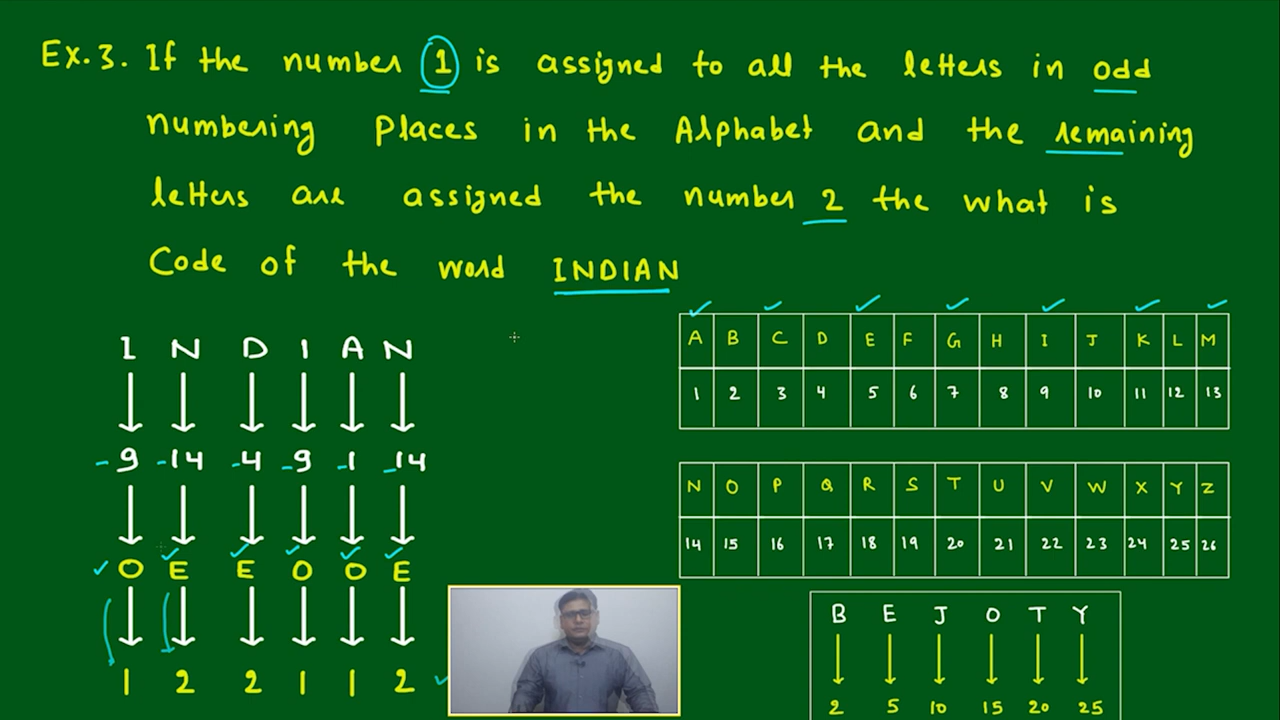 Ex.3. If the number 1 is assigned to all the letters in odd
numbering Places in the Alphabet and the remaining
letters are assigned the number 2 the what is
Code of the word INDIAN
I N D I A N
9 14 4 9 1 14
O E E O O E
1 2 2 1 1 2
A B C D E F G H I J K L M
1 2 3 4 5 6 7 8 9 10 11 12 13
N O P Q R S T U V W X Y Z
14 15 16 17 18 19 20 21 22 23 24 25 26
B E J O T Y
2 5 10 15 20 25